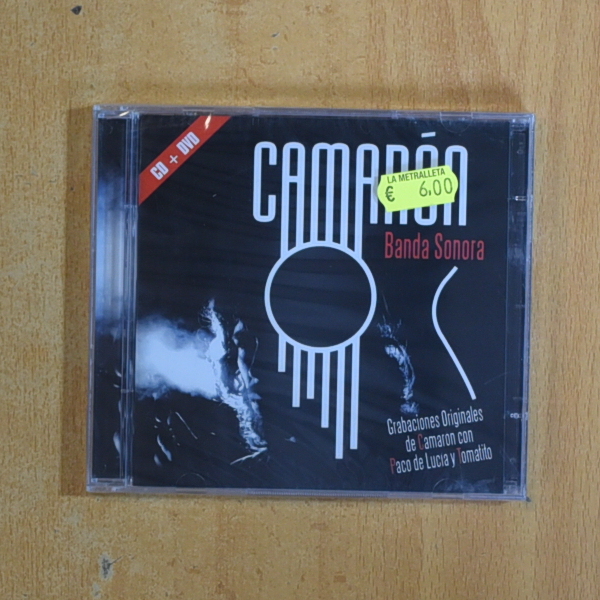 CD + DVD
CAMARÓN
LA METRALLETA
€ 6,00
Banda Sonora
Grabaciones Originales
de Camaron con
Paco de Lucia y Tomatito